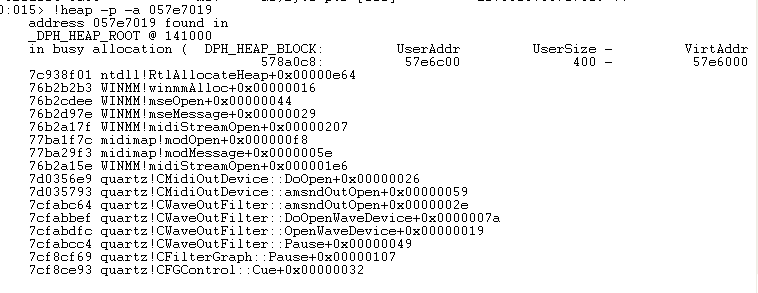 0:015> !heap -p -a 057e7019
address 057e7019 found in
_DPH_HEAP_ROOT @ 141000
in busy allocation ( DPH_HEAP_BLOCK: UserAddr UserSize - VirtAddr
578a0c8: 57e6c00 400 - 57e6000
7c938f01 ntdll!RtlAllocateHeap+0x00000e64
76b2b2b3 WINMM!winmmAlloc+0x00000016
76b2cdee WINMM!mseOpen+0x00000044
76b2d97e WINMM!mseMessage+0x00000029
76b2a17f WINMM!midiStreamOpen+0x00000207
77ba1f7c midimap!modOpen+0x000000f8
77ba29f3 midimap!modMessage+0x0000005e
76b2a15e WINMM!midiStreamOpen+0x000001e6
7d0356e9 quartz!CMidiOutDevice::DoOpen+0x00000026
7d035793 quartz!CMidiOutDevice::amsndOutOpen+0x00000059
7cfabc64 quartz!CWaveOutFilter::amsndOutOpen+0x0000002e
7cfabbef quartz!CWaveOutFilter::DoOpenWaveDevice+0x0000007a
7cfabdfc quartz!CWaveOutFilter::OpenWaveDevice+0x00000019
7cfabcc4 quartz!CWaveOutFilter::Pause+0x00000049
7cf8cf69 quartz!CFilterGraph::Pause+0x00000107
7cf8ce93 quartz!CFGControl::Cue+0x00000032